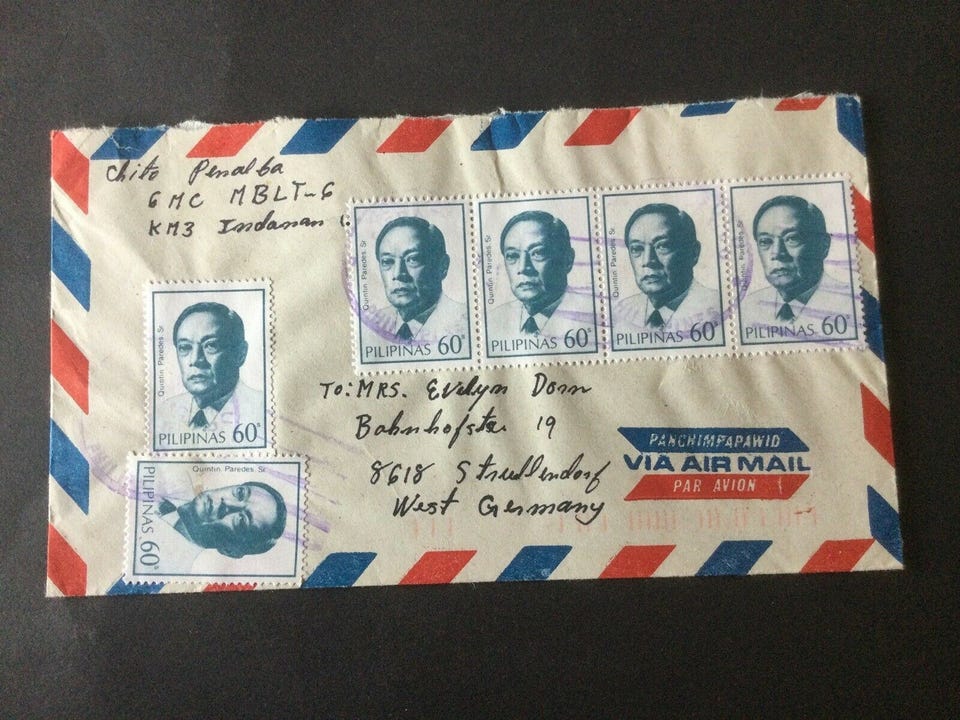 Chito Penalba
6MC MBLT-6
KM3 Indanan
Quintin Paredes Sr
PILIPINAS 60s
Quintin Paredes Sr
PILIPINAS 60s
Quintin Paredes Sr
PILIPINAS 60s
Quintin Paredes Sr
PILIPINAS 60s
Quintin Paredes Sr
PILIPINAS 60s
Quintin Paredes Sr
PILIPINAS 60s
TO: MRS. Evelyn Dorn
Bahnhofstr 19
8618 Strullendorf
West Germany
PANGHIMPAPAWID
VIA AIR MAIL
PAR AVION